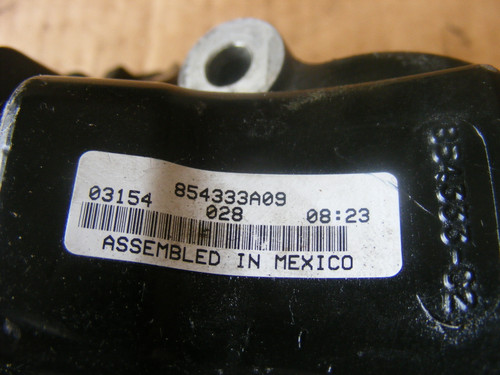 03154 854333A09
028 08:23
ASSEMBLED IN MEXICO